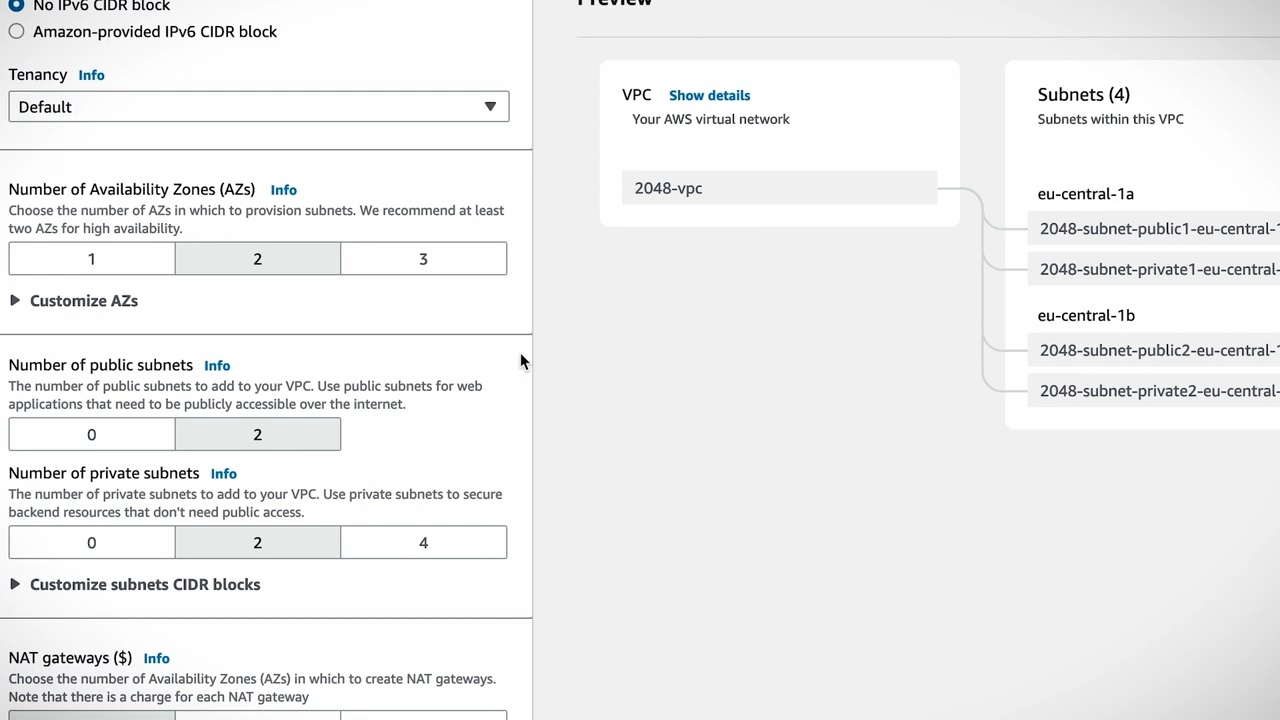 No IPv6 CIDR block
Amazon-provided IPv6 CIDR block
Tenancy Info
Default
Number of Availability Zones (AZs) Info
Choose the number of AZs in which to provision subnets. We recommend at least
two AZs for high availability.
1 2 3
Customize AZs
Number of public subnets Info
The number of public subnets to add to your VPC. Use public subnets for web
applications that need to be publicly accessible over the internet.
0 2
Number of private subnets Info
The number of private subnets to add to your VPC. Use private subnets to secure
backend resources that don't need public access.
0 2 4
Customize subnets CIDR blocks
NAT gateways ($) Info
Choose the number of Availability Zones (AZs) in which to create NAT gateways.
Note that there is a charge for each NAT gateway
Preview
VPC Show details
Your AWS virtual network
2048-vpc
Subnets (4)
Subnets within this VPC
eu-central-1a
2048-subnet-public1-eu-central-1
2048-subnet-private1-eu-central-
eu-central-1b
2048-subnet-public2-eu-central-1
2048-subnet-private2-eu-central-